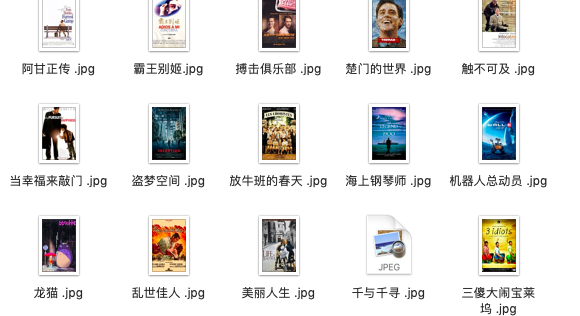 阿甘正传 .jpg
霸王别姬.jpg
搏击俱乐部 .jpg
楚门的世界 .jpg
触不可及 .jpg
当幸福来敲门 .jpg
盗梦空间 .jpg
放牛班的春天 .jpg
海上钢琴师 .jpg
机器人总动员 .jpg
JPEG
3 idiots
龙猫 .jpg
乱世佳人 .jpg
美丽人生 .jpg
千与千寻 .jpg
三傻大闹宝莱
坞 .jpg